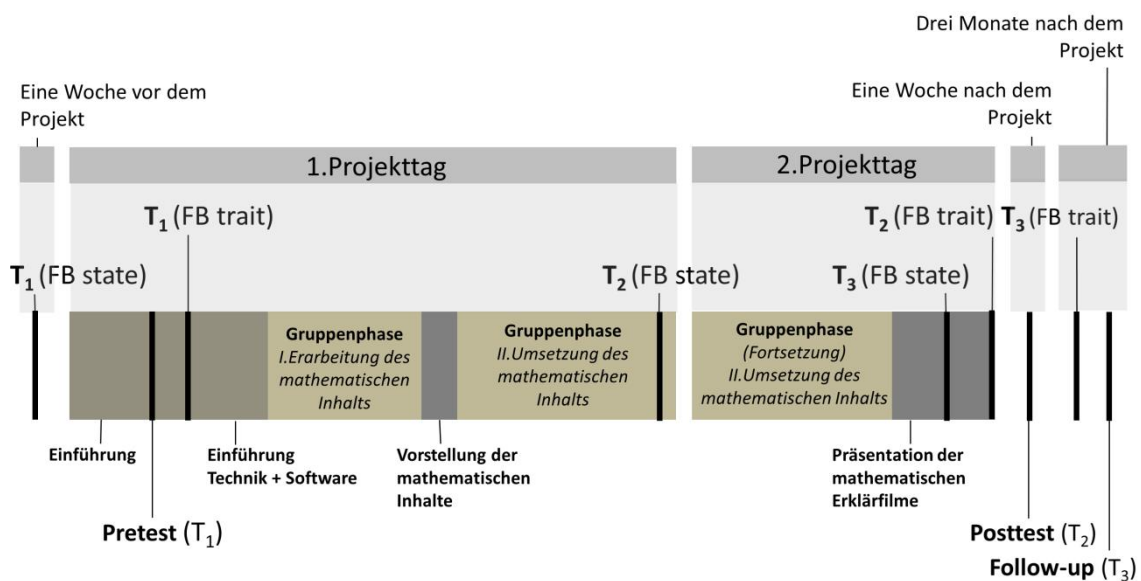 Drei Monate nach dem
Projekt
Eine Woche vor dem
Projekt
Eine Woche nach dem
Projekt
1.Projekttag
2.Projekttag
T₁ (FB trait)
T₂ (FB trait)
T₃ (FB trait)
T₁ (FB state)
T₂ (FB state)
T₃ (FB state)
Gruppenphase
I.Erarbeitung des
mathematischen
Inhalts
Gruppenphase
II.Umsetzung des
mathematischen
Inhalts
Gruppenphase
(Fortsetzung)
II.Umsetzung des
mathematischen Inhalts
Einführung
Einführung
Technik + Software
Vorstellung der
mathematischen
Inhalte
Präsentation der
mathematischen
Erklärfilme
Pretest (T₁)
Posttest (T₂)
Follow-up (T₃)